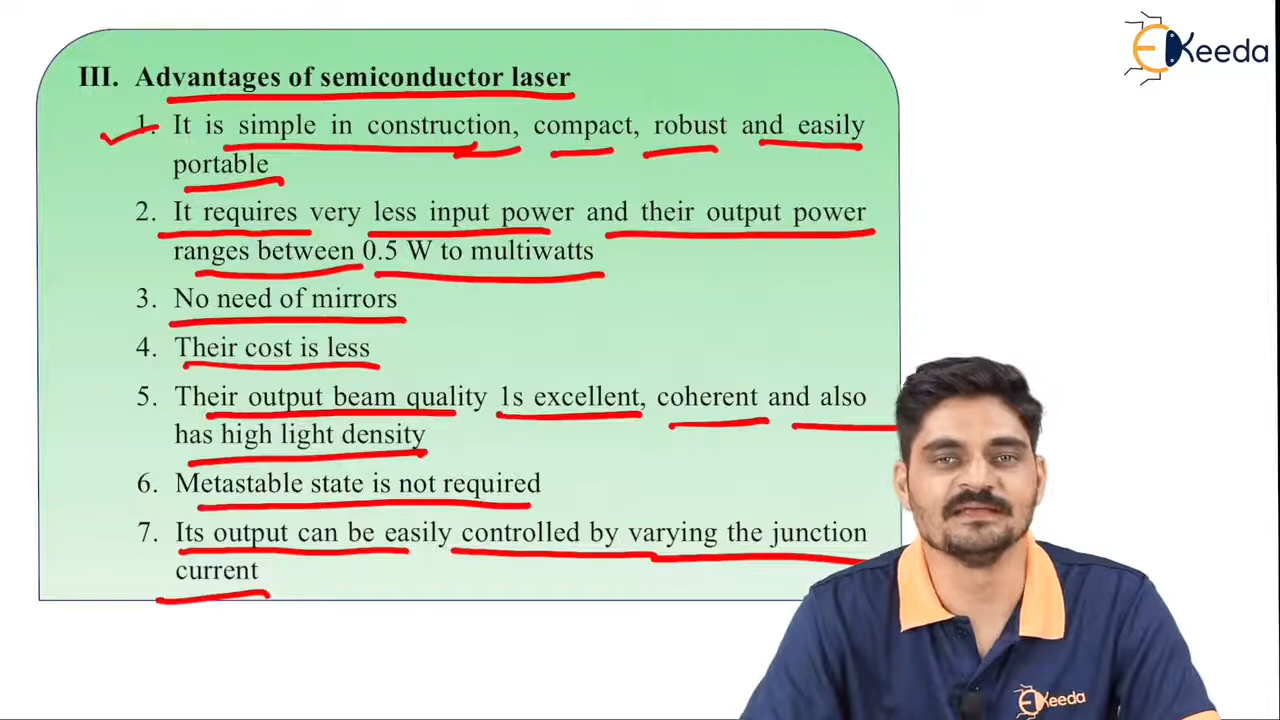 EKeeda
III. Advantages of semiconductor laser
1. It is simple in construction, compact, robust and easily
portable
2. It requires very less input power and their output power
ranges between 0.5 W to multiwatts
3. No need of mirrors
4. Their cost is less
5. Their output beam quality 1s excellent, coherent and also
has high light density
6. Metastable state is not required
7. Its output can be easily controlled by varying the junction
current
EKeeda